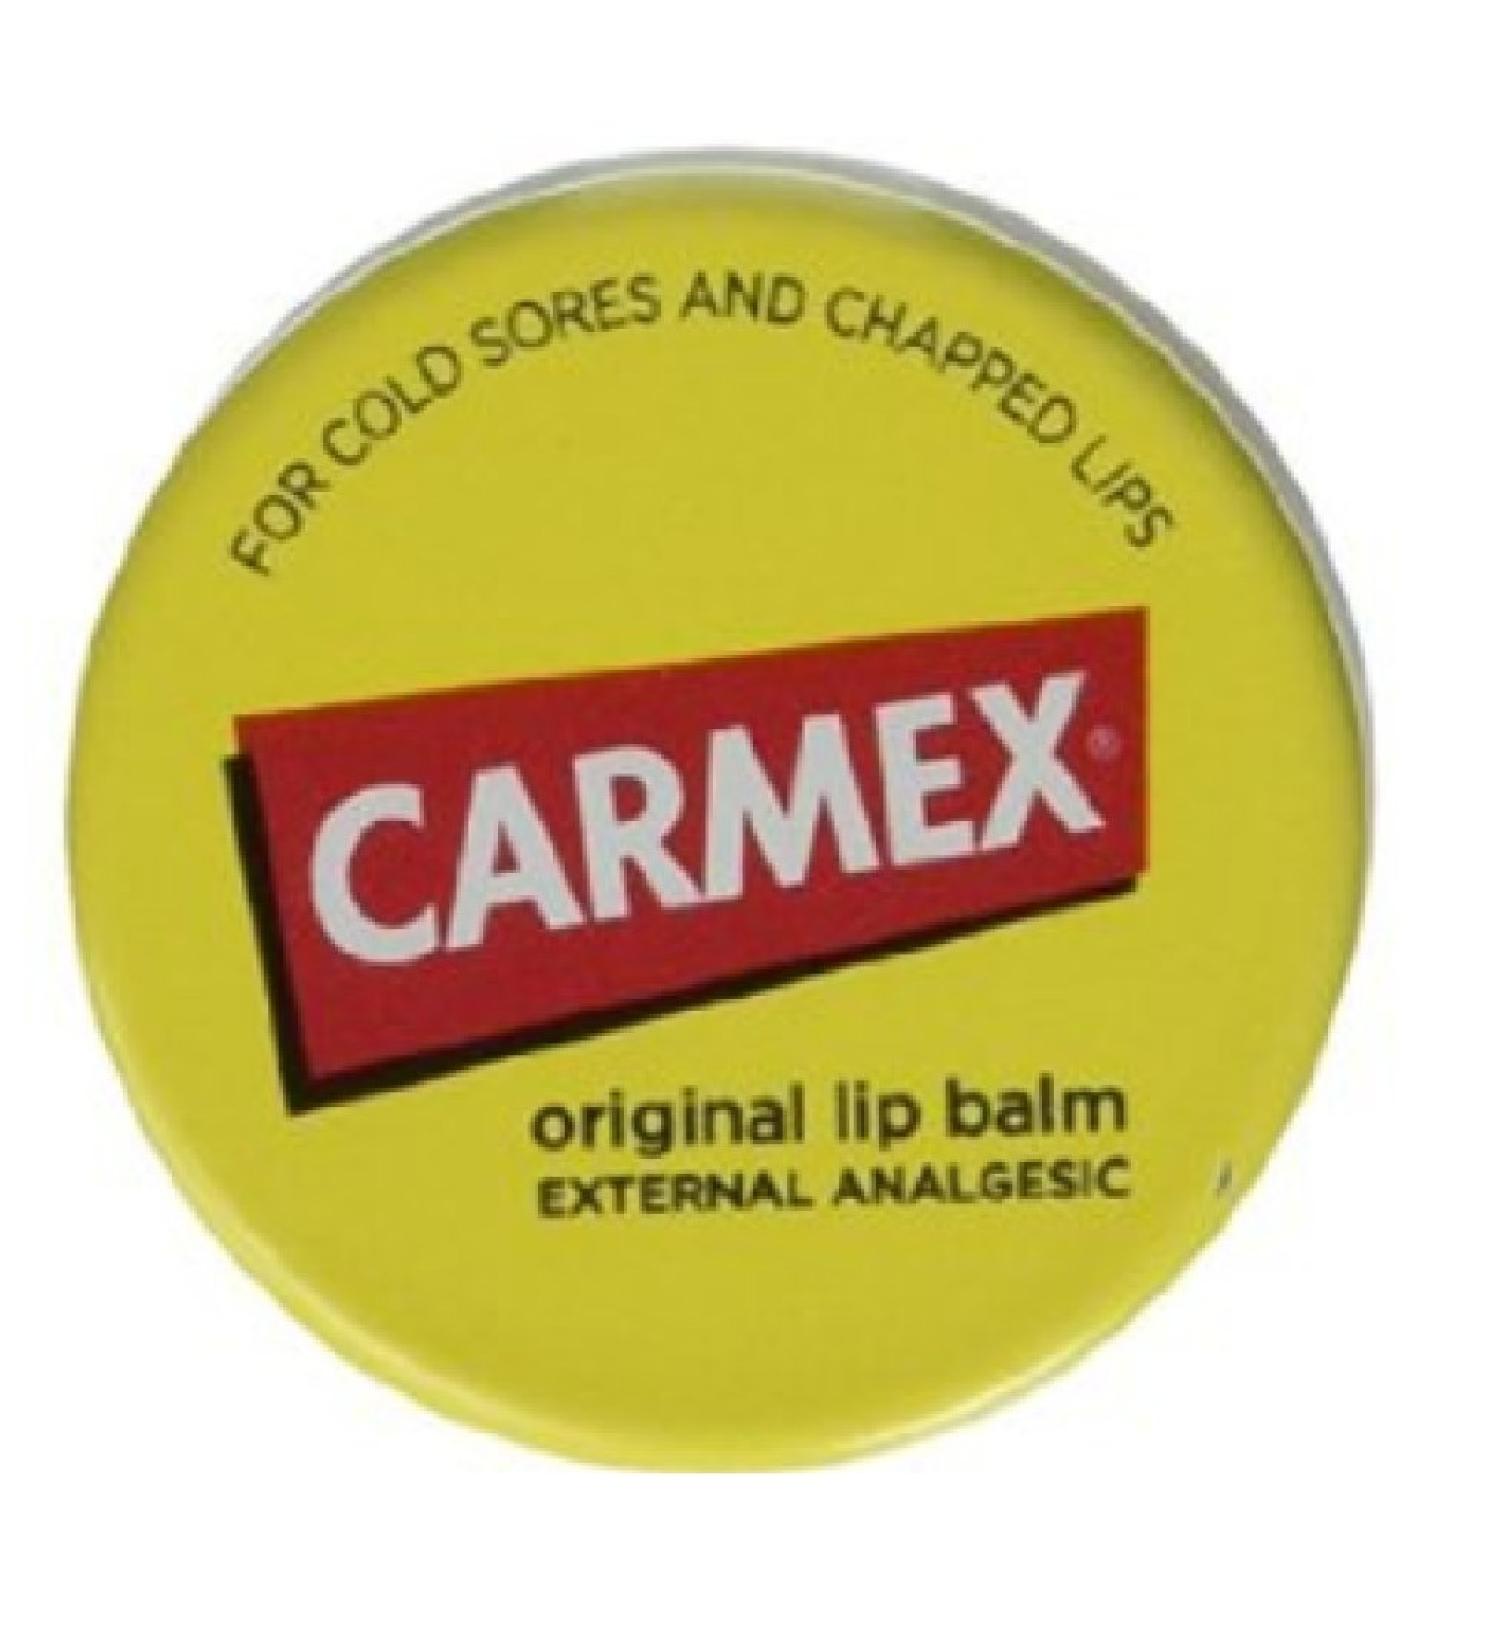 FOR COLD SORES AND CHAPPED LIPS
CARMEX®
original lip balm
EXTERNAL ANALGESIC